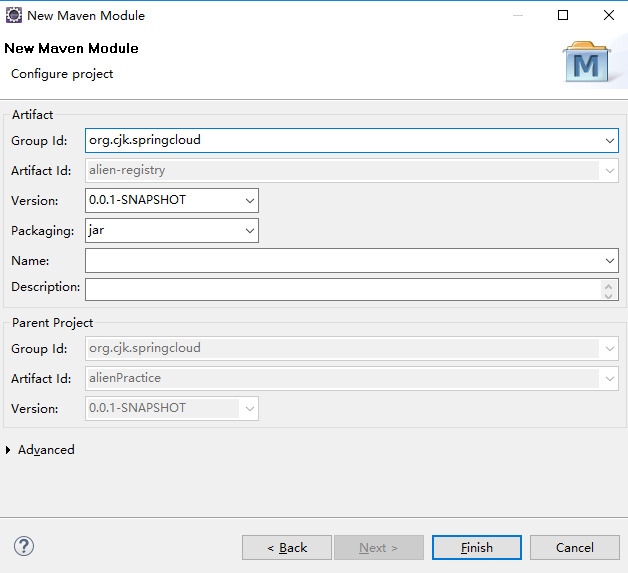 New Maven Module
New Maven Module
Configure project
M
Artifact
Group Id: org.cjk.springcloud
Artifact Id: alien-registry
Version: 0.0.1-SNAPSHOT
Packaging: jar
Name:
Description:
Parent Project
Group Id: org.cjk.springcloud
Artifact Id: alienPractice
Version: 0.0.1-SNAPSHOT
Advanced
? < Back Next > Finish Cancel